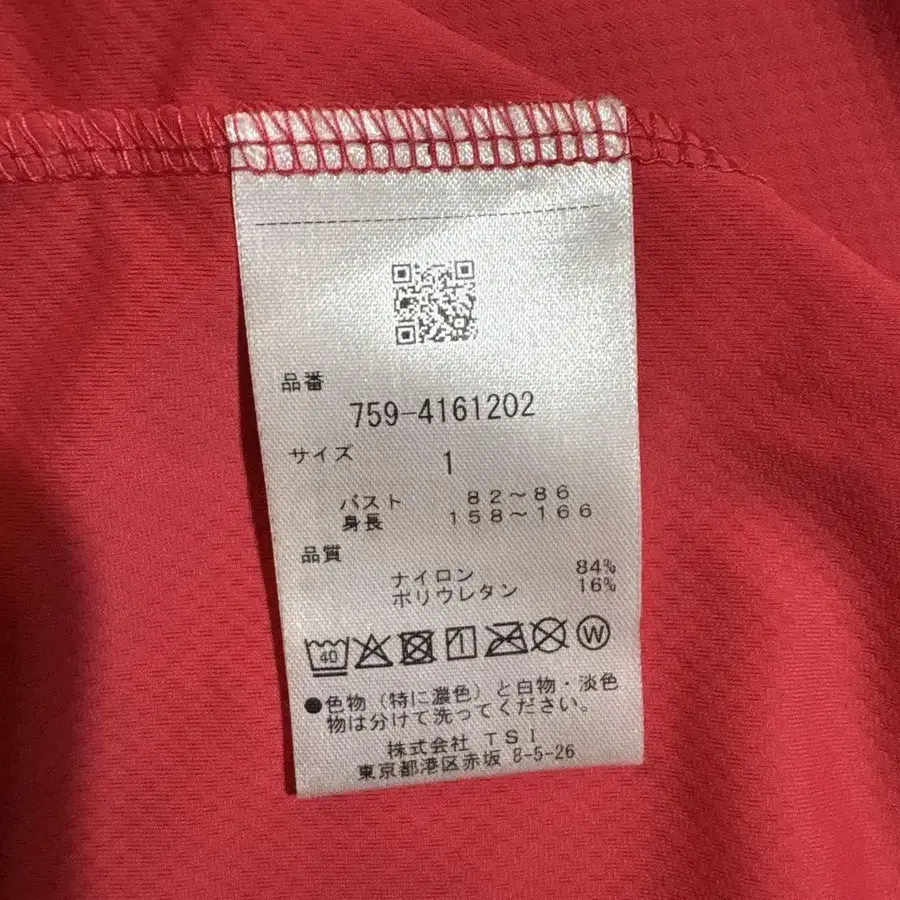 品番
759-4161202
サイズ 1
バスト 82~86
身長 158~166
品質
ナイロン 84%
ポリウレタン 16%
40 W
●色物(特に濃色)と白物・淡色
物は分けて洗ってください。
株式会社 TSI
東京都港区赤坂 8-5-26